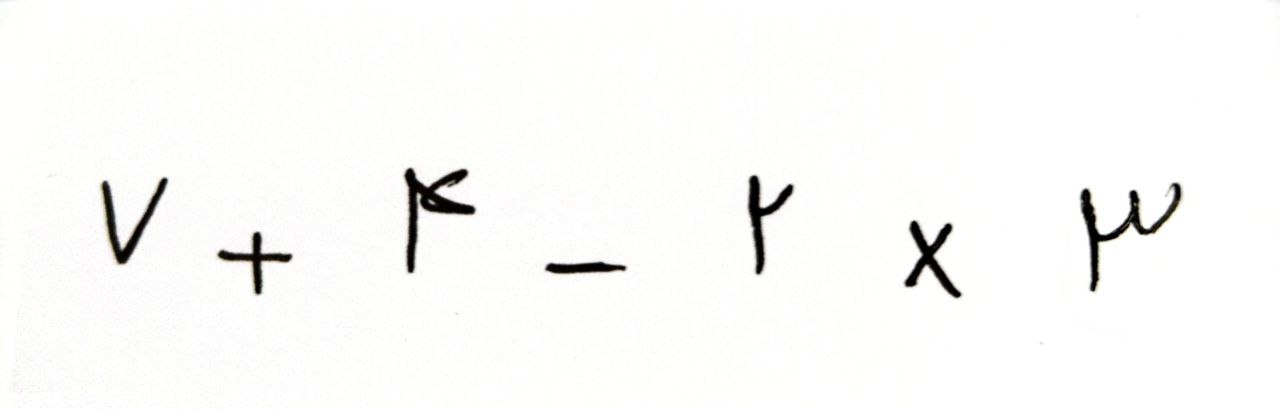 ۷ + ۴ - ۲ × ۳